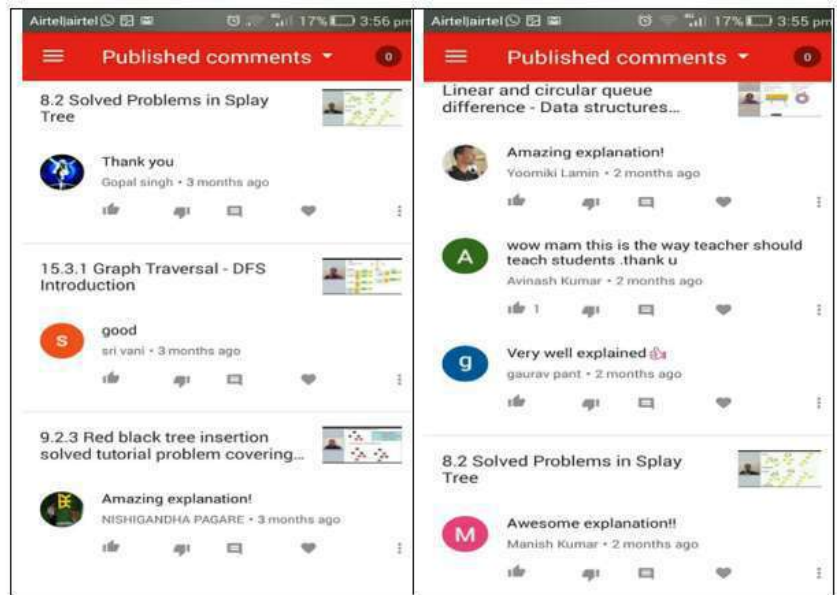 Airtel|airtel 17% 3:56 pm
Published comments 0
8.2 Solved Problems in Splay
Tree
Thank you
Gopal singh • 3 months ago
15.3.1 Graph Traversal - DFS
Introduction
s
good
sri vani • 3 months ago
9.2.3 Red black tree insertion
solved tutorial problem covering...
Amazing explanation!
NISHIGANDHA PAGARE • 3 months ago
Airtel|airtel 17% 3:55 pm
Published comments 0
Linear and circular queue
difference - Data structures...
Amazing explanation!
Yoomiki Lamin • 2 months ago
A
wow mam this is the way teacher should
teach students .thank u
Avinash Kumar • 2 months ago
1
g
Very well explained
gaurav pant • 2 months ago
8.2 Solved Problems in Splay
Tree
M
Awesome explanation!!
Manish Kumar • 2 months ago